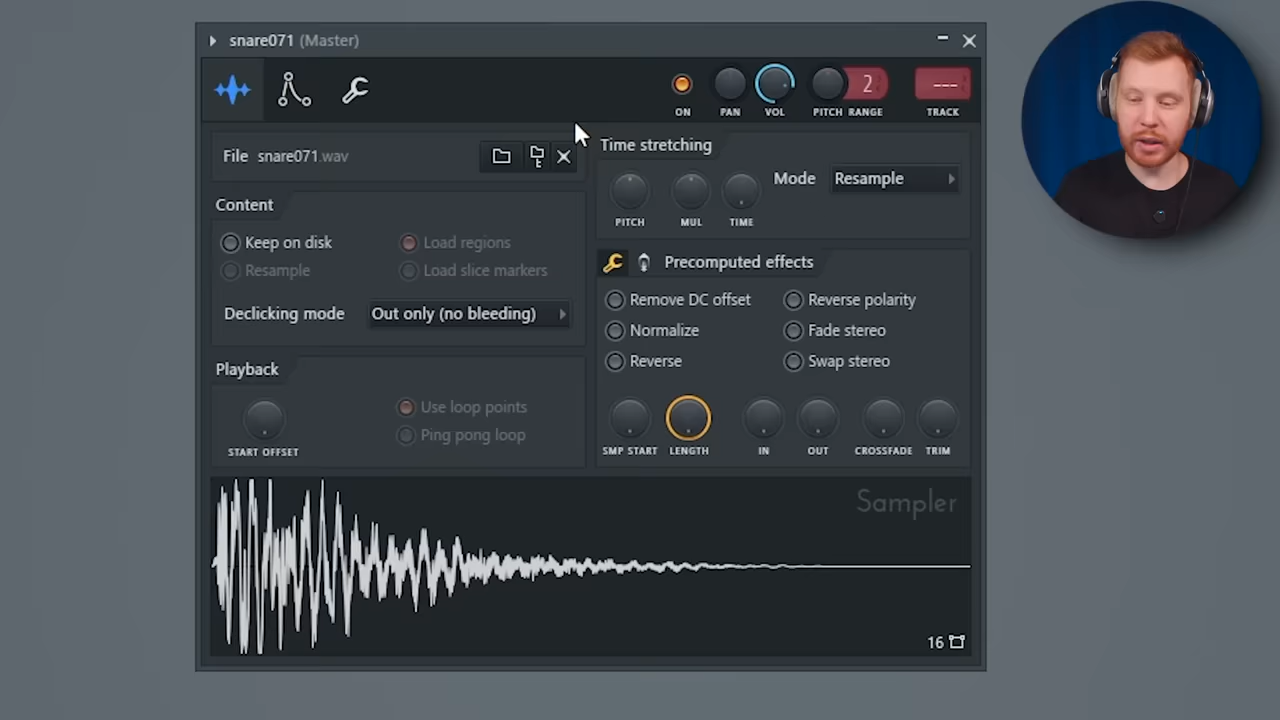 snare071 (Master)
2
---
ON PAN VOL PITCH RANGE TRACK
File snare071.wav
Time stretching
PITCH MUL TIME
Mode Resample
Content
Keep on disk
Load regions
Resample
Load slice markers
Declicking mode Out only (no bleeding)
Precomputed effects
Remove DC offset
Reverse polarity
Normalize
Fade stereo
Reverse
Swap stereo
SMP START LENGTH IN OUT CROSSFADE TRIM
Playback
START OFFSET
Use loop points
Ping pong loop
Sampler
16